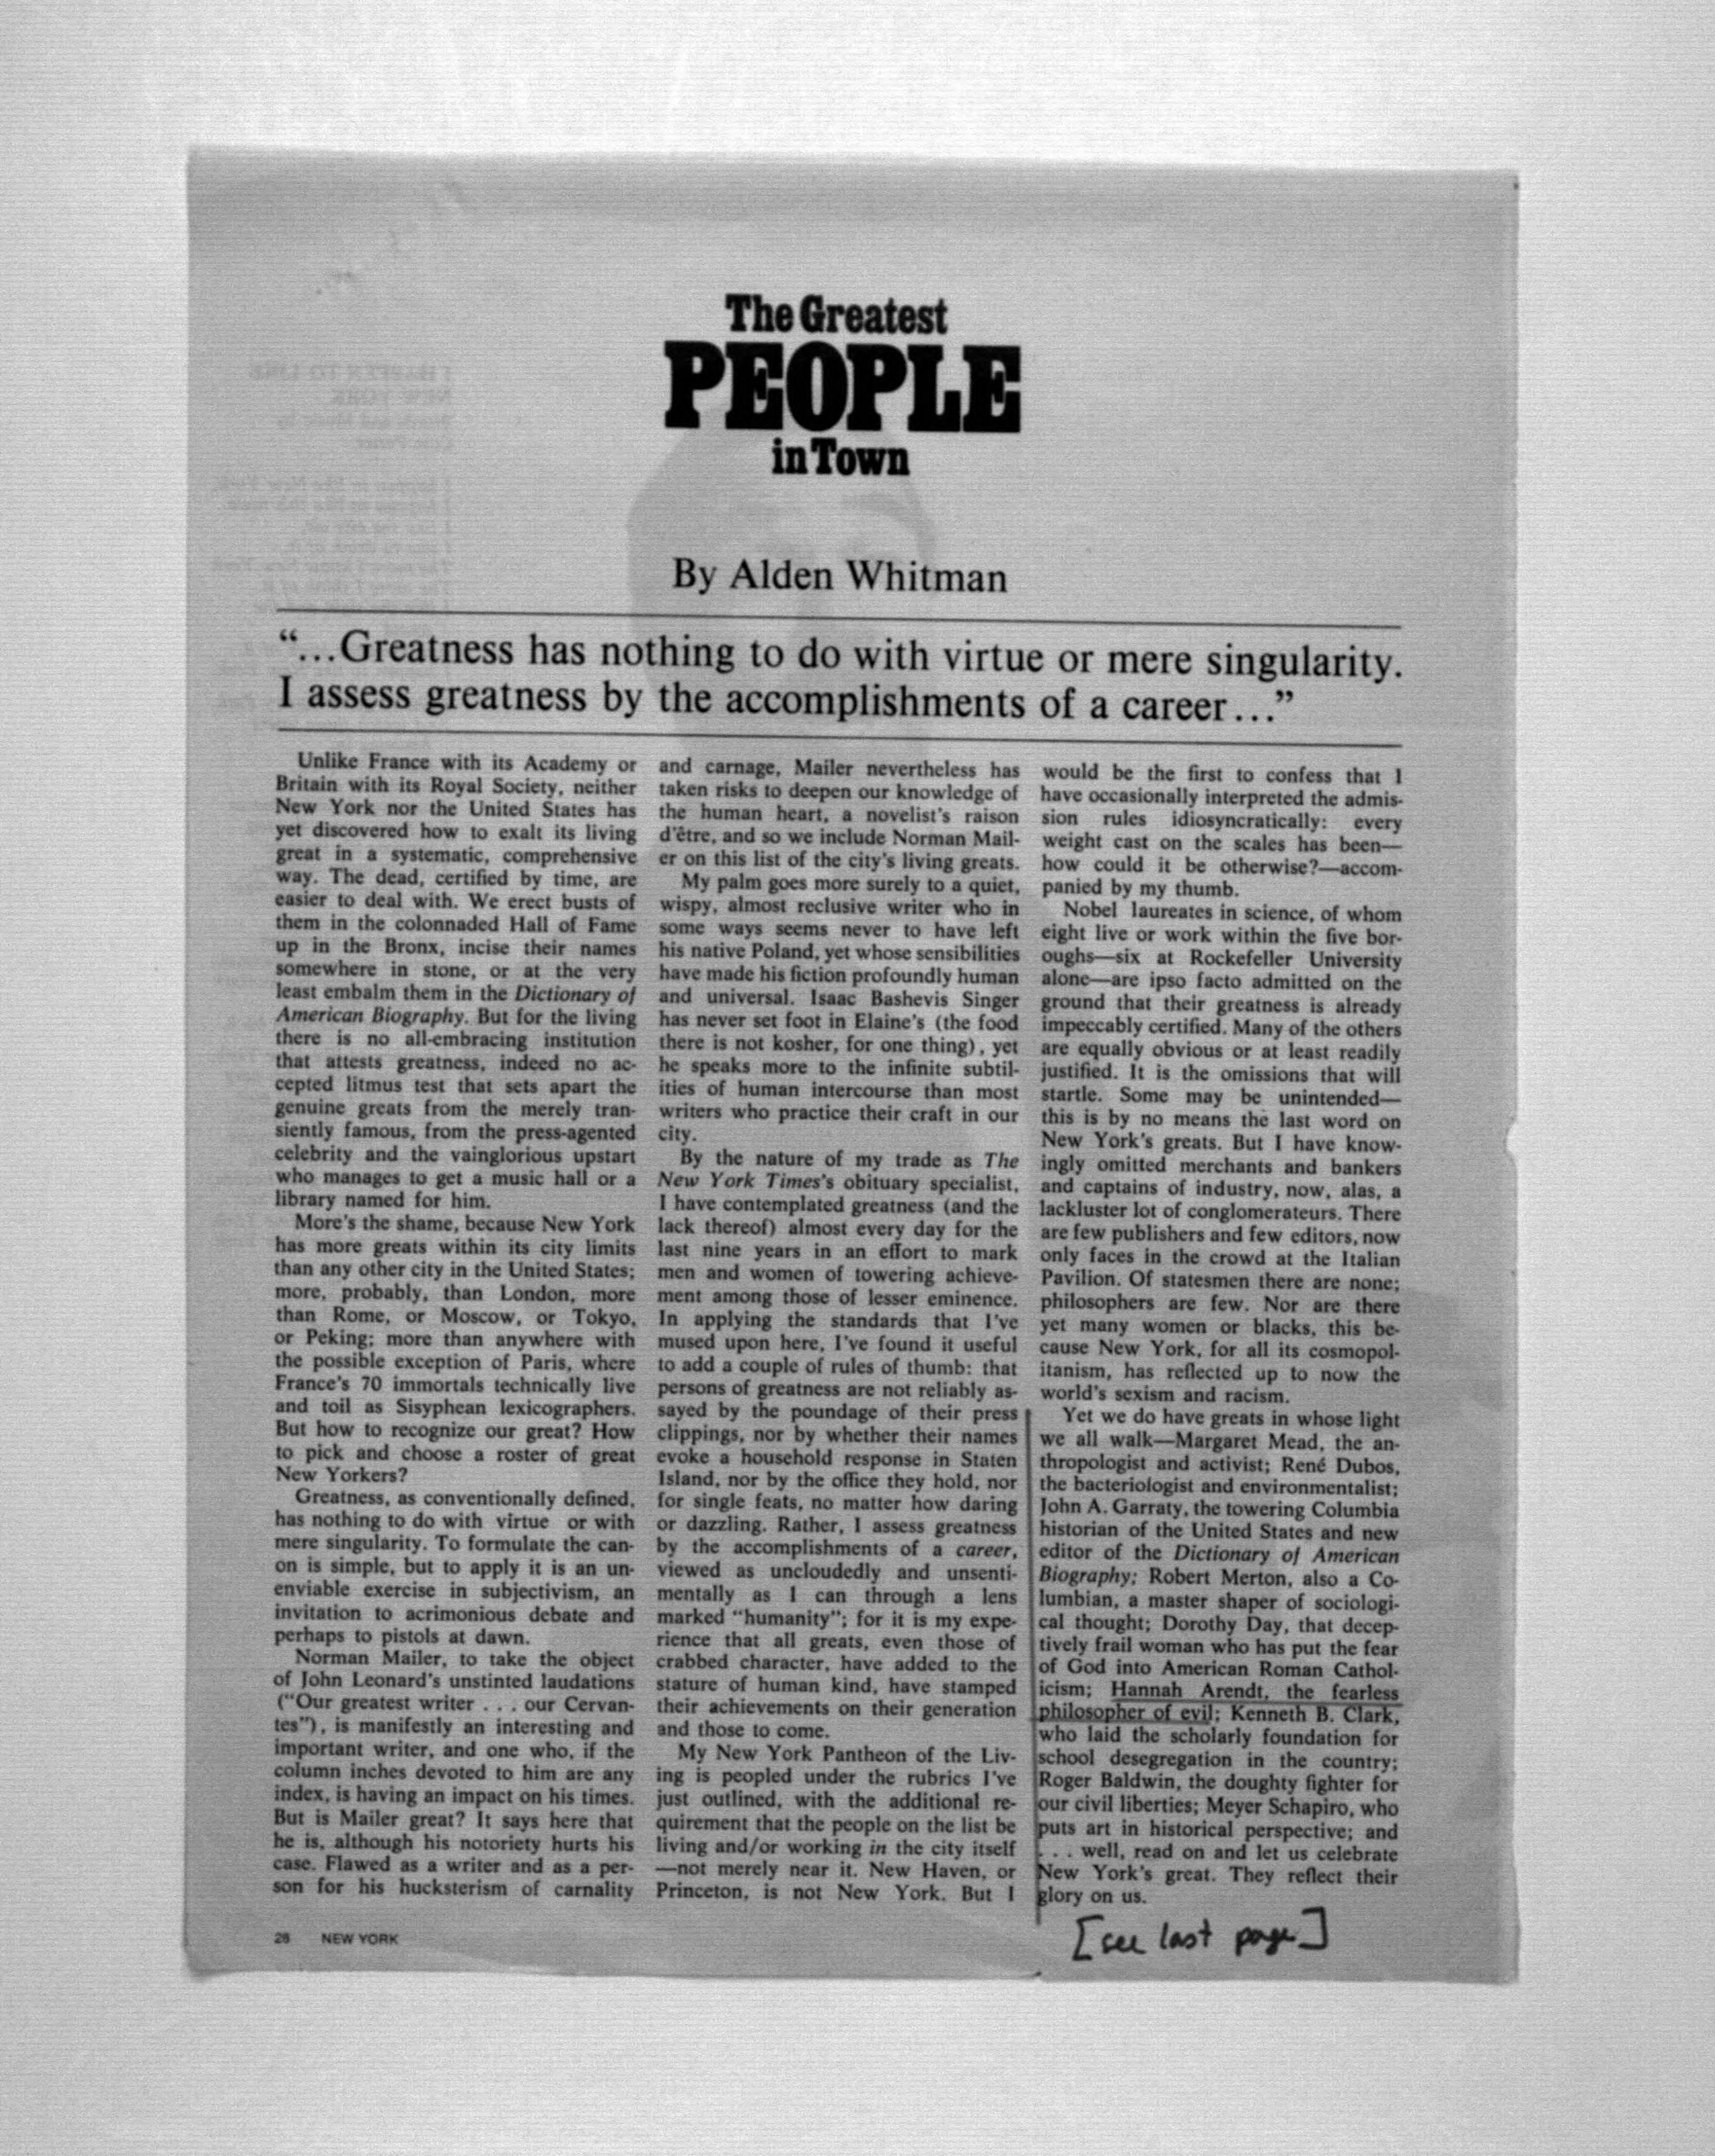 The Greatest
PEOPLE
in Town
By Alden Whitman
“...Greatness has nothing to do with virtue or mere singularity.
I assess greatness by the accomplishments of a career...”
Unlike France with its Academy or
Britain with its Royal Society, neither
New York nor the United States has
yet discovered how to exalt its living
great in a systematic, comprehensive
way. The dead, certified by time, are
easier to deal with. We erect busts of
them in the colonnaded Hall of Fame
up in the Bronx, incise their names
somewhere in stone, or at the very
least embalm them in the Dictionary of
American Biography. But for the living
there is no all-embracing institution
that attests greatness, indeed no ac-
cepted litmus test that sets apart the
genuine greats from the merely tran-
siently famous, from the press-agented
celebrity and the vainglorious upstart
who manages to get a music hall or a
library named for him.
More's the shame, because New York
has more greats within its city limits
than any other city in the United States;
more, probably, than London, more
than Rome, or Moscow, or Tokyo,
or Peking; more than anywhere with
the possible exception of Paris, where
France's 70 immortals technically live
and toil as Sisyphean lexicographers.
But how to recognize our great? How
to pick and choose a roster of great
New Yorkers?
Greatness, as conventionally defined,
has nothing to do with virtue or with
mere singularity. To formulate the can-
on is simple, but to apply it is an un-
enviable exercise in subjectivism, an
invitation to acrimonious debate and
perhaps to pistols at dawn.
Norman Mailer, to take the object
of John Leonard's unstinted laudations
(“Our greatest writer . . . our Cervan-
tes”), is manifestly an interesting and
important writer, and one who, if the
column inches devoted to him are any
index, is having an impact on his times.
But is Mailer great? It says here that
he is, although his notoriety hurts his
case. Flawed as a writer and as a per-
son for his hucksterism of carnality
and carnage, Mailer nevertheless has
taken risks to deepen our knowledge of
the human heart, a novelist's raison
d'être, and so we include Norman Mail-
er on this list of the city's living greats.
My palm goes more surely to a quiet,
wispy, almost reclusive writer who in
some ways seems never to have left
his native Poland, yet whose sensibilities
have made his fiction profoundly human
and universal. Isaac Bashevis Singer
has never set foot in Elaine's (the food
there is not kosher, for one thing), yet
he speaks more to the infinite subtil-
ities of human intercourse than most
writers who practice their craft in our
city.
By the nature of my trade as The
New York Times's obituary specialist,
I have contemplated greatness (and the
lack thereof) almost every day for the
last nine years in an effort to mark
men and women of towering achieve-
ment among those of lesser eminence.
In applying the standards that I've
mused upon here, I've found it useful
to add a couple of rules of thumb: that
persons of greatness are not reliably as-
sayed by the poundage of their press
clippings, nor by whether their names
evoke a household response in Staten
Island, nor by the office they hold, nor
for single feats, no matter how daring
or dazzling. Rather, I assess greatness
by the accomplishments of a career,
viewed as uncloudedly and unsenti-
mentally as I can through a lens
marked “humanity”; for it is my expe-
rience that all greats, even those of
crabbed character, have added to the
stature of human kind, have stamped
their achievements on their generation
and those to come.
My New York Pantheon of the Liv-
ing is peopled under the rubrics I've
just outlined, with the additional re-
quirement that the people on the list be
living and/or working in the city itself
—not merely near it. New Haven, or
Princeton, is not New York. But I
would be the first to confess that I
have occasionally interpreted the admis-
sion rules idiosyncratically: every
weight cast on the scales has been—
how could it be otherwise?—accom-
panied by my thumb.
Nobel laureates in science, of whom
eight live or work within the five bor-
oughs—six at Rockefeller University
alone—are ipso facto admitted on the
ground that their greatness is already
impeccably certified. Many of the others
are equally obvious or at least readily
justified. It is the omissions that will
startle. Some may be unintended—
this is by no means the last word on
New York's greats. But I have know-
ingly omitted merchants and bankers
and captains of industry, now, alas, a
lackluster lot of conglomerateurs. There
are few publishers and few editors, now
only faces in the crowd at the Italian
Pavilion. Of statesmen there are none;
philosophers are few. Nor are there
yet many women or blacks, this be-
cause New York, for all its cosmopol-
itanism, has reflected up to now the
world's sexism and racism.
Yet we do have greats in whose light
we all walk—Margaret Mead, the an-
thropologist and activist; René Dubos,
the bacteriologist and environmentalist;
John A. Garraty, the towering Columbia
historian of the United States and new
editor of the Dictionary of American
Biography; Robert Merton, also a Co-
lumbian, a master shaper of sociologi-
cal thought; Dorothy Day, that decep-
tively frail woman who has put the fear
of God into American Roman Cathol-
icism; Hannah Arendt, the fearless
philosopher of evil; Kenneth B. Clark,
who laid the scholarly foundation for
school desegregation in the country;
Roger Baldwin, the doughty fighter for
our civil liberties; Meyer Schapiro, who
puts art in historical perspective; and
. . . well, read on and let us celebrate
New York's great. They reflect their
glory on us.
[see last page]
28 NEW YORK